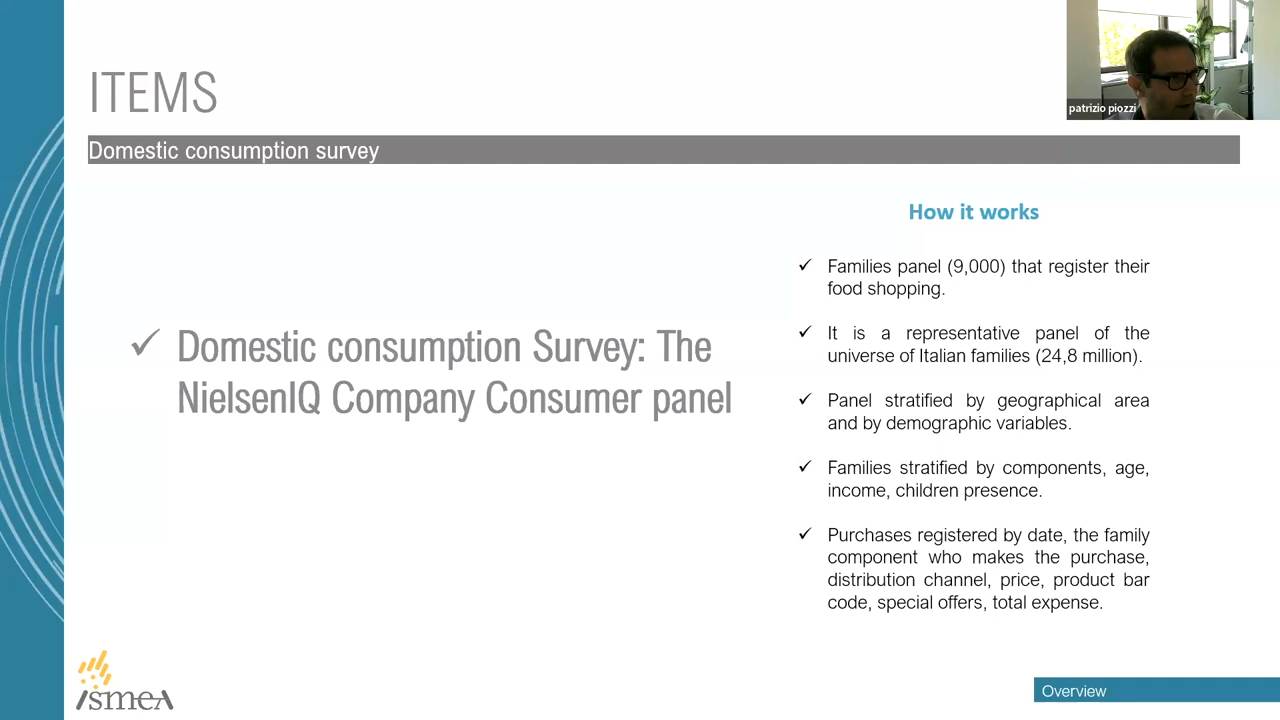 ITEMS
patrizio piozzi
Domestic consumption survey
✓ Domestic consumption Survey: The
NielsenIQ Company Consumer panel
How it works
✓ Families panel (9,000) that register their
food shopping.
✓ It is a representative panel of the
universe of Italian families (24,8 million).
✓ Panel stratified by geographical area
and by demographic variables.
✓ Families stratified by components, age,
income, children presence.
✓ Purchases registered by date, the family
component who makes the purchase,
distribution channel, price, product bar
code, special offers, total expense.
ismea
Overview